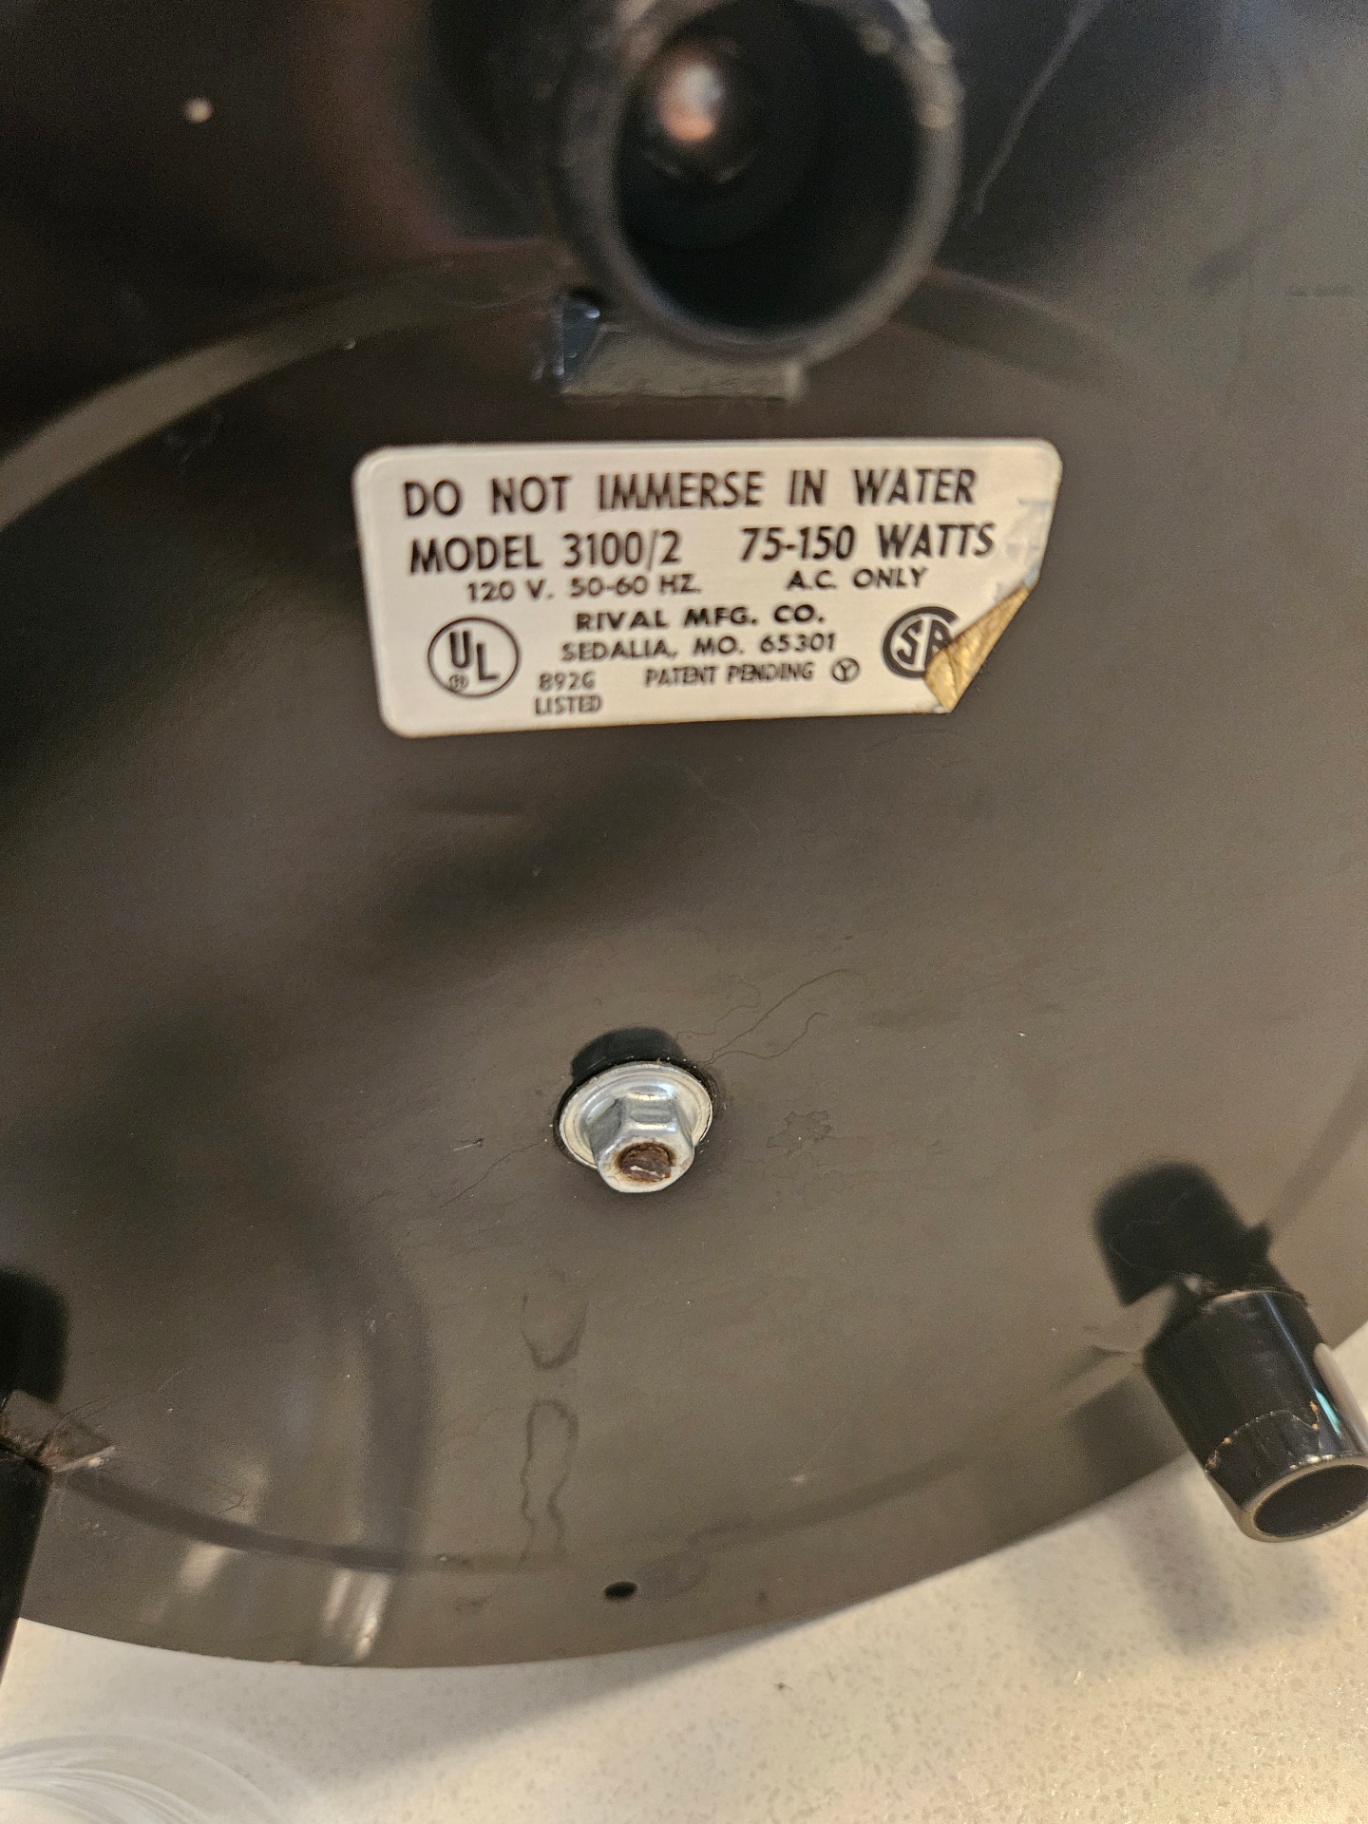 DO NOT IMMERSE IN WATER
MODEL 3100/2 75-150 WATTS
120 V. 50-60 HZ. A.C. ONLY
RIVAL MFG. CO.
SEDALIA, MO. 65301
UL ® 892G PATENT PENDING Y SA
LISTED